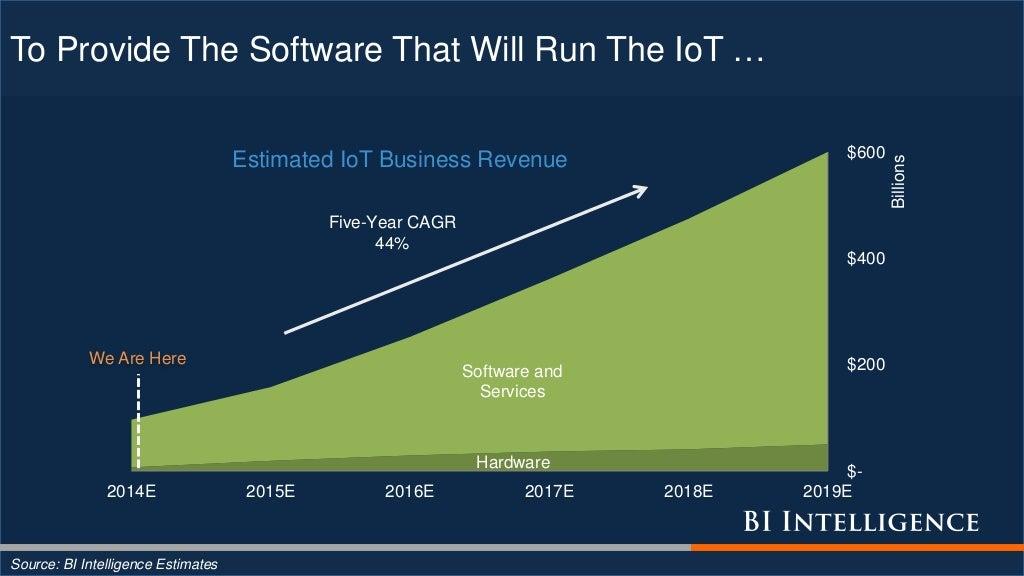 To Provide The Software That Will Run The IoT …
Estimated IoT Business Revenue
Five-Year CAGR
44%
We Are Here
Software and
Services
Hardware
$600
$400
$200
$-
Billions
2014E
2015E
2016E
2017E
2018E
2019E
BI INTELLIGENCE
Source: BI Intelligence Estimates